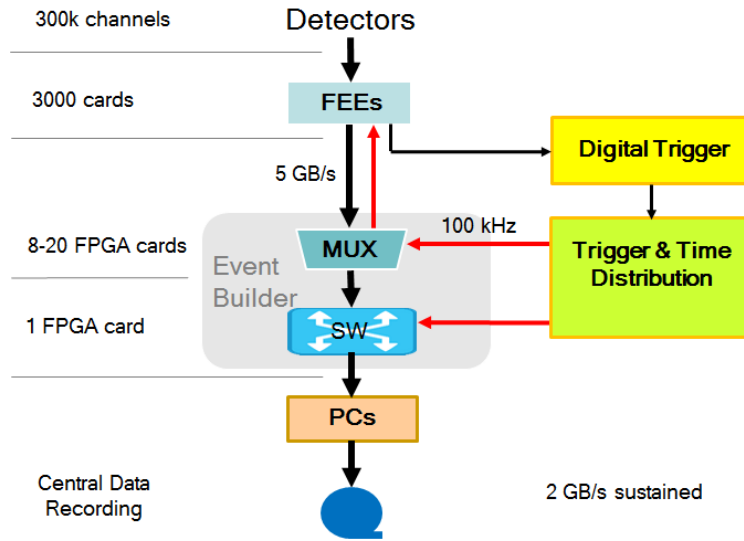 300k channels
Detectors
3000 cards
FEEs
Digital Trigger
5 GB/s
100 kHz
8-20 FPGA cards
MUX
Trigger & Time
Distribution
Event
Builder
1 FPGA card
SW
PCs
Central Data
Recording
2 GB/s sustained